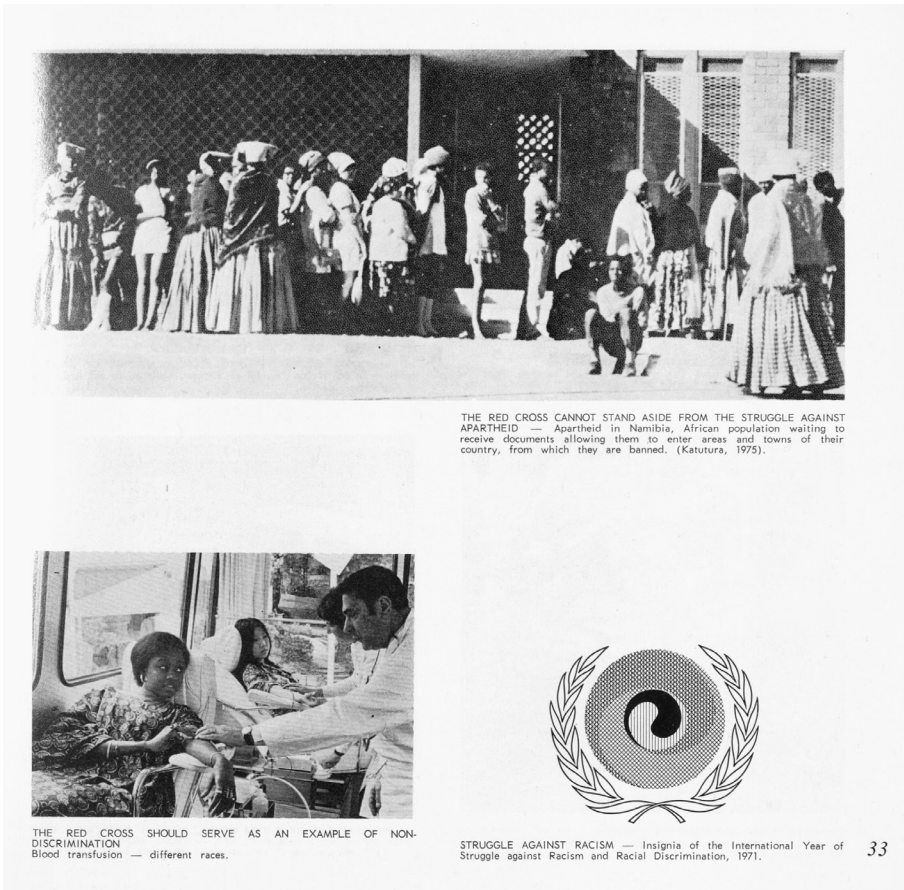 THE RED CROSS CANNOT STAND ASIDE FROM THE STRUGGLE AGAINST
APARTHEID — Apartheid in Namibia, African population waiting to
receive documents allowing them to enter areas and towns of their
country, from which they are banned. (Katutura, 1975).
THE RED CROSS SHOULD SERVE AS AN EXAMPLE OF NON-
DISCRIMINATION
Blood transfusion — different races.
STRUGGLE AGAINST RACISM — Insignia of the International Year of
Struggle against Racism and Racial Discrimination, 1971.
33